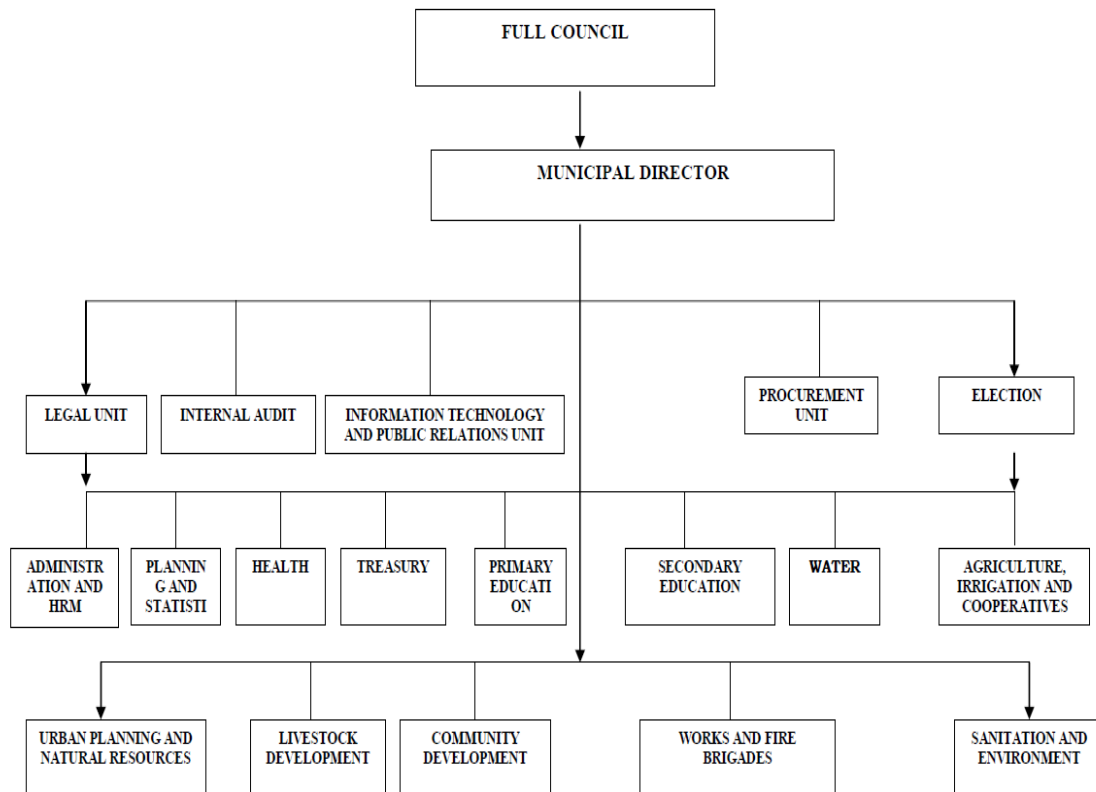 FULL COUNCIL
MUNICIPAL DIRECTOR
LEGAL UNIT
INTERNAL AUDIT
INFORMATION TECHNOLOGY
AND PUBLIC RELATIONS UNIT
PROCUREMENT
UNIT
ELECTION
ADMINISTR
ATION AND
HRM
PLANNIN
G AND
STATISTI
HEALTH
TREASURY
PRIMARY
EDUCATI
ON
SECONDARY
EDUCATION
WATER
AGRICULTURE,
IRRIGATION AND
COOPERATIVES
URBAN PLANNING AND
NATURAL RESOURCES
LIVESTOCK
DEVELOPMENT
COMMUNITY
DEVELOPMENT
WORKS AND FIRE
BRIGADES
SANITATION AND
ENVIRONMENT